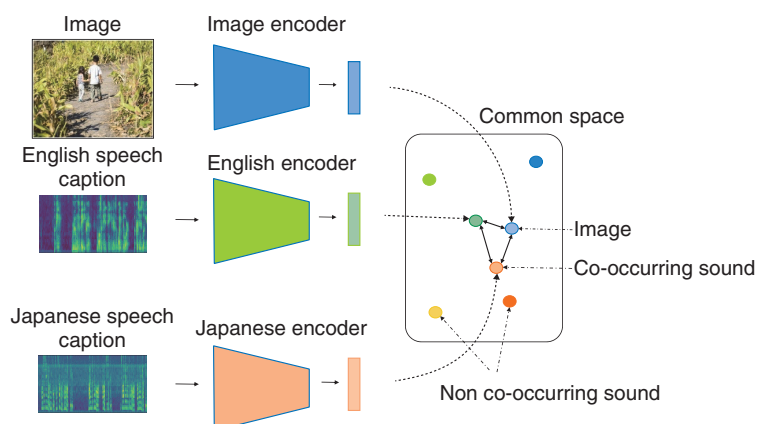 Image
Image encoder
Common space
English speech
caption
English encoder
Image
Co-occurring sound
Japanese speech
caption
Japanese encoder
Non co-occurring sound